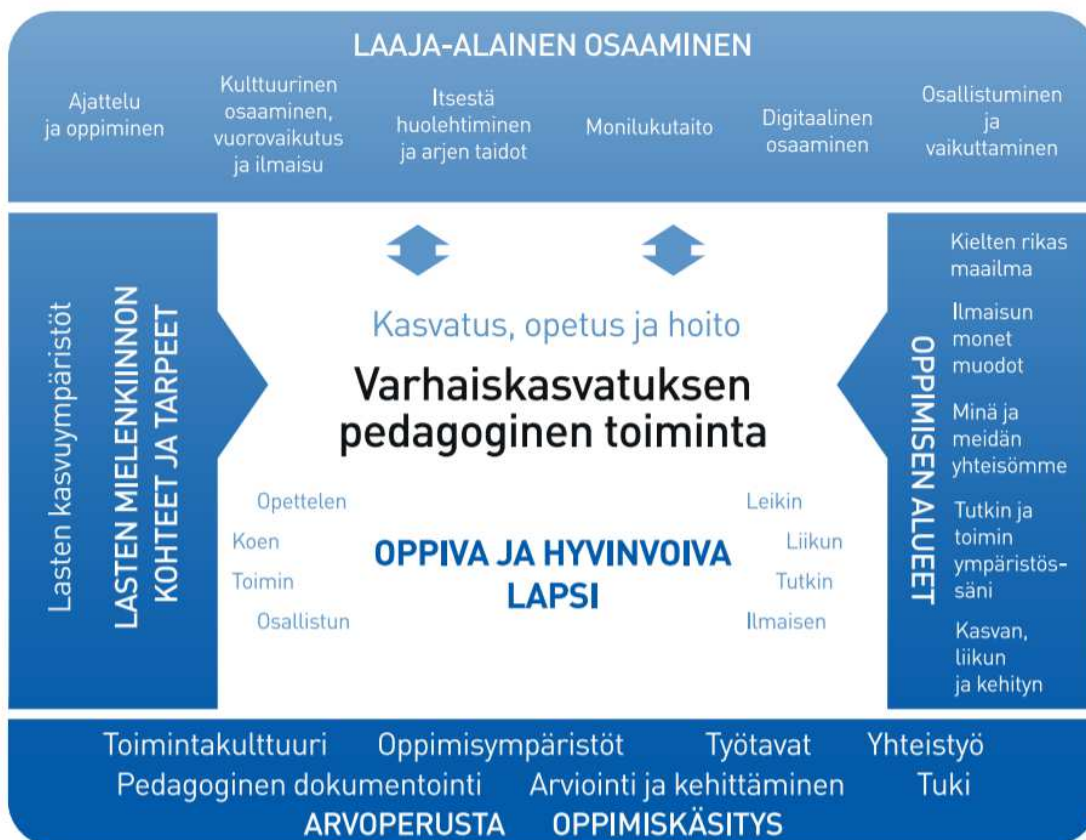 LAAJA-ALAINEN OSAAMINEN
Ajattelu
ja oppiminen
Kulttuurinen
osaaminen,
vuorovaikutus
ja ilmaisu
Itsestä
huolehtiminen
ja arjen taidot
Monilukutaito
Digitaalinen
osaaminen
Osallistuminen
ja
vaikuttaminen
Lasten kasvuympäristöt
LASTEN MIELENKIINNON
KOHTEET JA TARPEET
Kasvatus, opetus ja hoito
Varhaiskasvatuksen
pedagoginen toiminta
Opettelen
Koen
Toimin
Osallistun
OPPIVA JA HYVINVOIVA
LAPSI
Leikin
Liikun
Tutkin
Ilmaisen
OPPIMISEN ALUEET
Kielten rikas
maailma
Ilmaisun
monet
muodot
Minä ja
meidän
yhteisömme
Tutkin ja
toimin
ympäristös-
säni
Kasvan,
liikun
ja kehityn
Toimintakulttuuri Oppimisympäristöt Työtavat Yhteistyö
Pedagoginen dokumentointi Arviointi ja kehittäminen Tuki
ARVOPERUSTA OPPIMISKÄSITYS